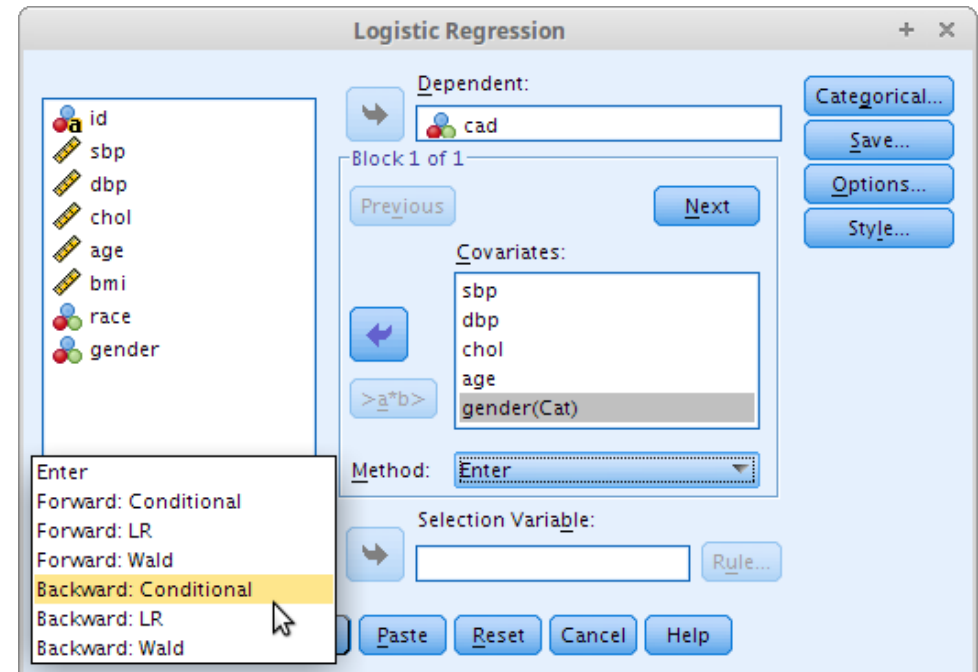 Logistic Regression
id
sbp
dbp
chol
age
bmi
race
gender
Dependent:
cad
Block 1 of 1
Previous
Next
Covariates:
sbp
dbp
chol
age
gender(Cat)
>a*b>
Method:
Enter
Selection Variable:
Rule...
Categorical...
Save...
Options...
Style...
Enter
Forward: Conditional
Forward: LR
Forward: Wald
Backward: Conditional
Backward: LR
Backward: Wald
Paste
Reset
Cancel
Help